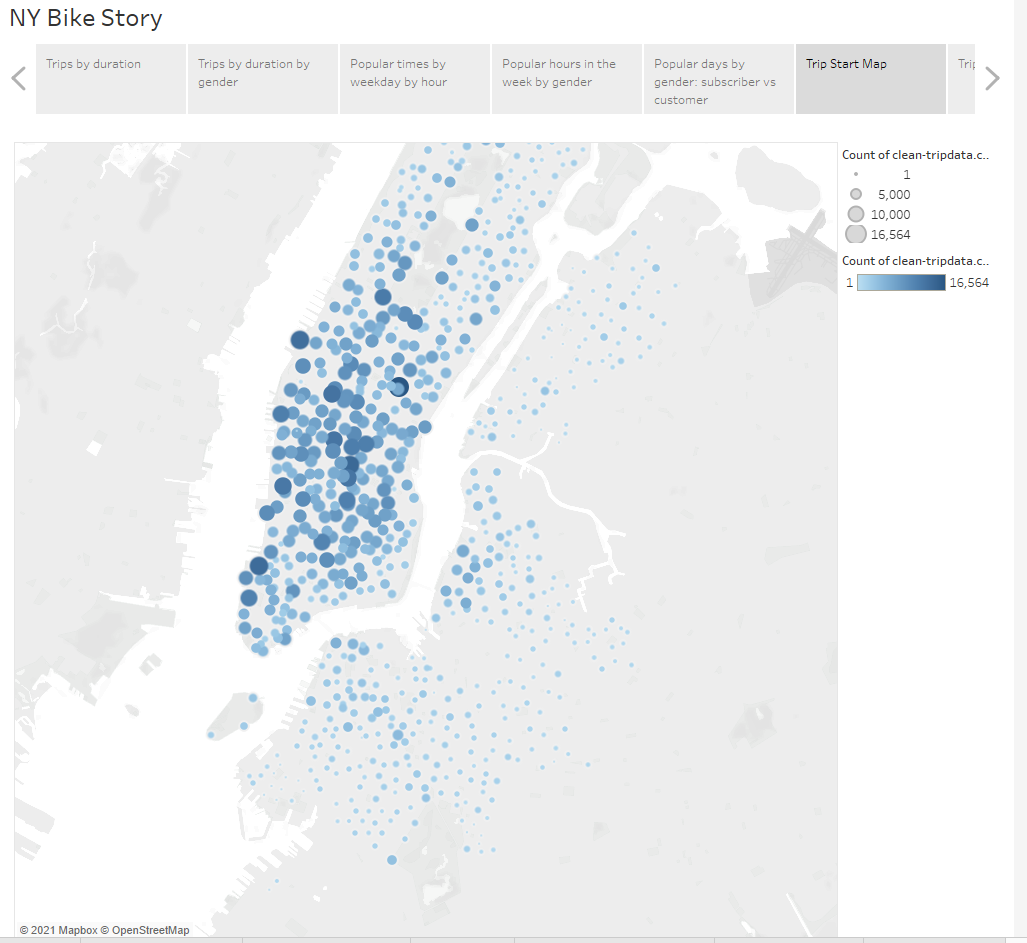 NY Bike Story
Trips by duration
Trips by duration by
gender
Popular times by
weekday by hour
Popular hours in the
week by gender
Popular days by
gender: subscriber vs
customer
Trip Start Map
Trip
Count of clean-tripdata.c..
1
5,000
10,000
16,564
Count of clean-tripdata.c..
1 16,564
© 2021 Mapbox © OpenStreetMap